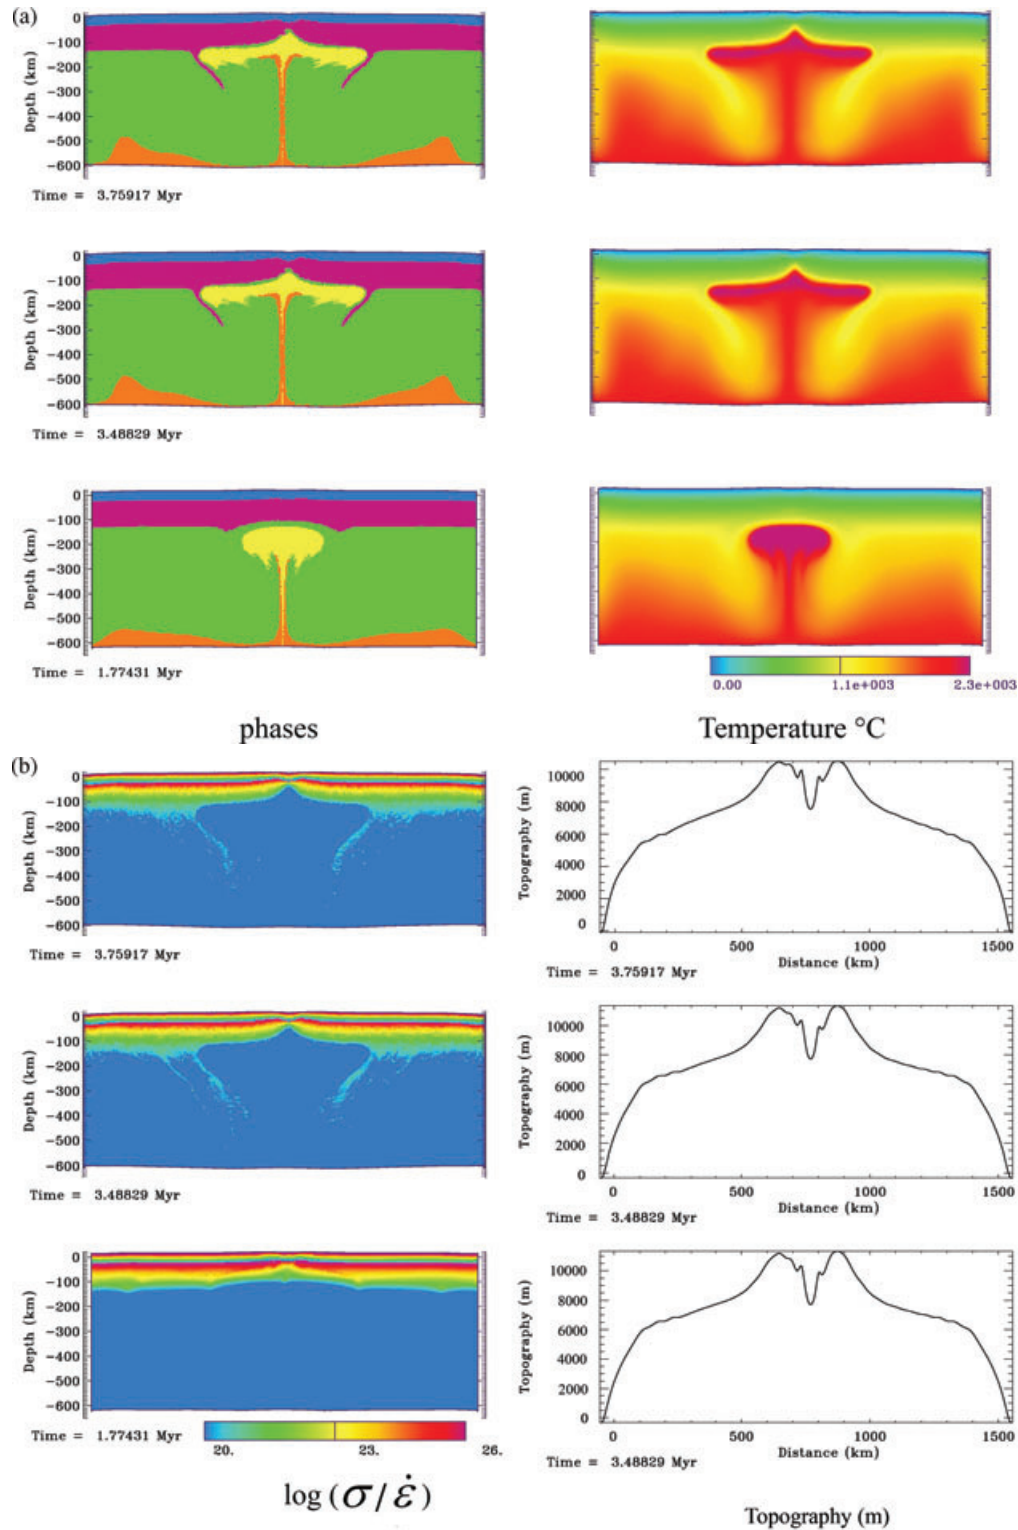 (a)
0
-100
-200
-300
-400
-500
-600
Depth (km)
Time = 3.75917 Myr
0
-100
-200
-300
-400
-500
-600
Depth (km)
Time = 3.48829 Myr
0
-100
-200
-300
-400
-500
-600
Depth (km)
Time = 1.77431 Myr
0.00 1.1e+003 2.3e+003
phases
Temperature °C
(b)
0
-100
-200
-300
-400
-500
-600
Depth (km)
Time = 3.75917 Myr
10000
8000
6000
4000
2000
0
Topography (m)
0 500 1000 1500
Distance (km)
Time = 3.75917 Myr
0
-100
-200
-300
-400
-500
-600
Depth (km)
Time = 3.48829 Myr
10000
8000
6000
4000
2000
0
Topography (m)
0 500 1000 1500
Distance (km)
Time = 3.48829 Myr
0
-100
-200
-300
-400
-500
-600
Depth (km)
Time = 1.77431 Myr
20. 23. 26.
log (σ/ε̇)
10000
8000
6000
4000
2000
0
Topography (m)
0 500 1000 1500
Distance (km)
Time = 3.48829 Myr
Topography (m)